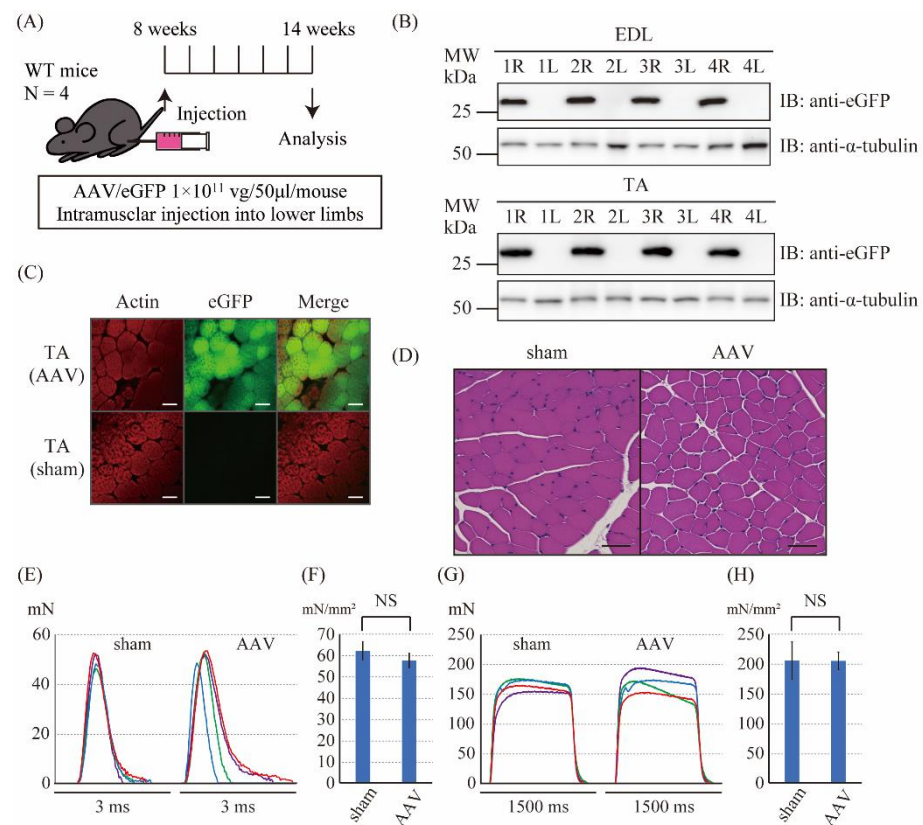 (A)
8 weeks 14 weeks
WT mice
N = 4
Injection
Analysis
AAV/eGFP 1×10¹¹ vg/50μl/mouse
Intramusclar injection into lower limbs
(B)
EDL
MW
kDa
1R 1L 2R 2L 3R 3L 4R 4L
25
IB: anti-eGFP
50
IB: anti-α-tubulin
TA
MW
kDa
1R 1L 2R 2L 3R 3L 4R 4L
25
IB: anti-eGFP
50
IB: anti-α-tubulin
(C)
Actin eGFP Merge
TA
(AAV)
TA
(sham)
(D)
sham AAV
(E)
mN
60
40
20
0
sham AAV
3 ms 3 ms
(F)
mN/mm²
NS
70
60
50
40
30
20
10
0
sham AAV
(G)
mN
250
200
150
100
50
0
sham AAV
1500 ms 1500 ms
(H)
mN/mm²
NS
250
200
150
100
50
0
sham AAV